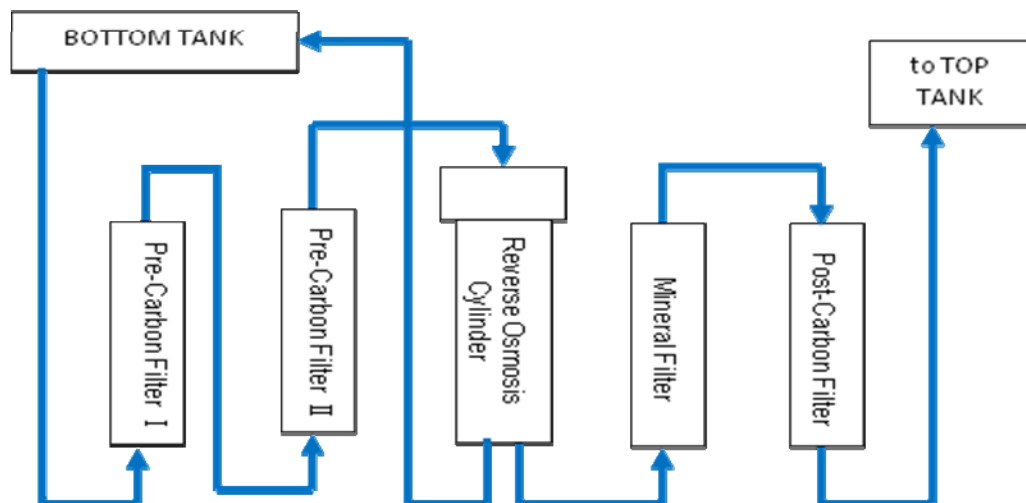 BOTTOM TANK
to TOP
TANK
Pre-Carbon Filter Ⅰ
Pre-Carbon Filter Ⅱ
Reverse Osmosis
Cylinder
Mineral Filter
Post-Carbon Filter